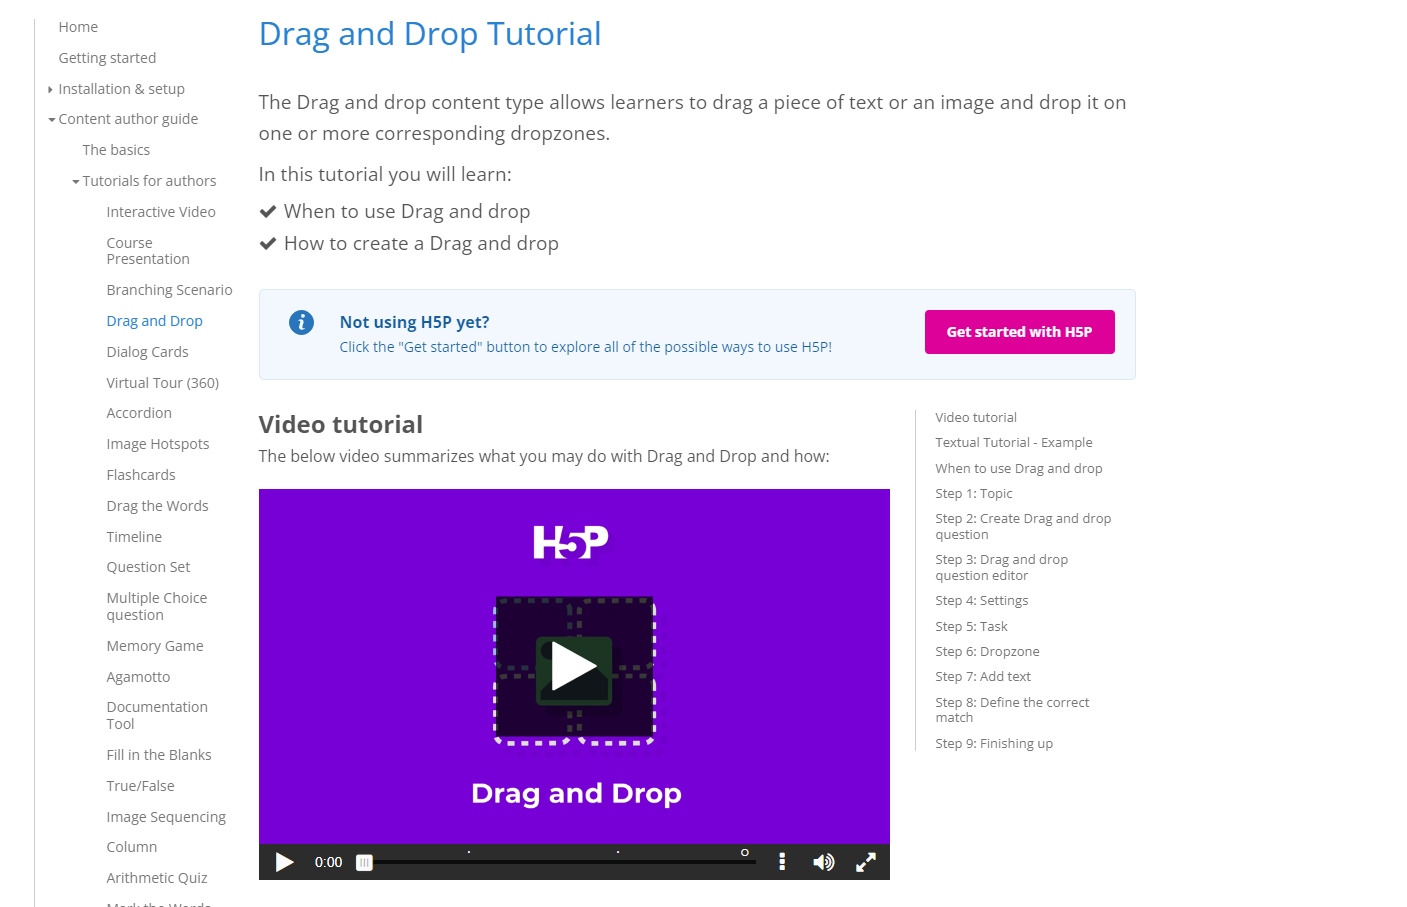 Home
Getting started
Installation & setup
Content author guide
The basics
Tutorials for authors
Interactive Video
Course
Presentation
Branching Scenario
Drag and Drop
Dialog Cards
Virtual Tour (360)
Accordion
Image Hotspots
Flashcards
Drag the Words
Timeline
Question Set
Multiple Choice
question
Memory Game
Agamotto
Documentation
Tool
Fill in the Blanks
True/False
Image Sequencing
Column
Arithmetic Quiz
Mark the Words
Drag and Drop Tutorial
The Drag and drop content type allows learners to drag a piece of text or an image and drop it on
one or more corresponding dropzones.
In this tutorial you will learn:
When to use Drag and drop
How to create a Drag and drop
Not using H5P yet?
Click the "Get started" button to explore all of the possible ways to use H5P!
Get started with H5P
Video tutorial
The below video summarizes what you may do with Drag and Drop and how:
H5P
Drag and Drop
0:00
Video tutorial
Textual Tutorial - Example
When to use Drag and drop
Step 1: Topic
Step 2: Create Drag and drop
question
Step 3: Drag and drop
question editor
Step 4: Settings
Step 5: Task
Step 6: Dropzone
Step 7: Add text
Step 8: Define the correct
match
Step 9: Finishing up